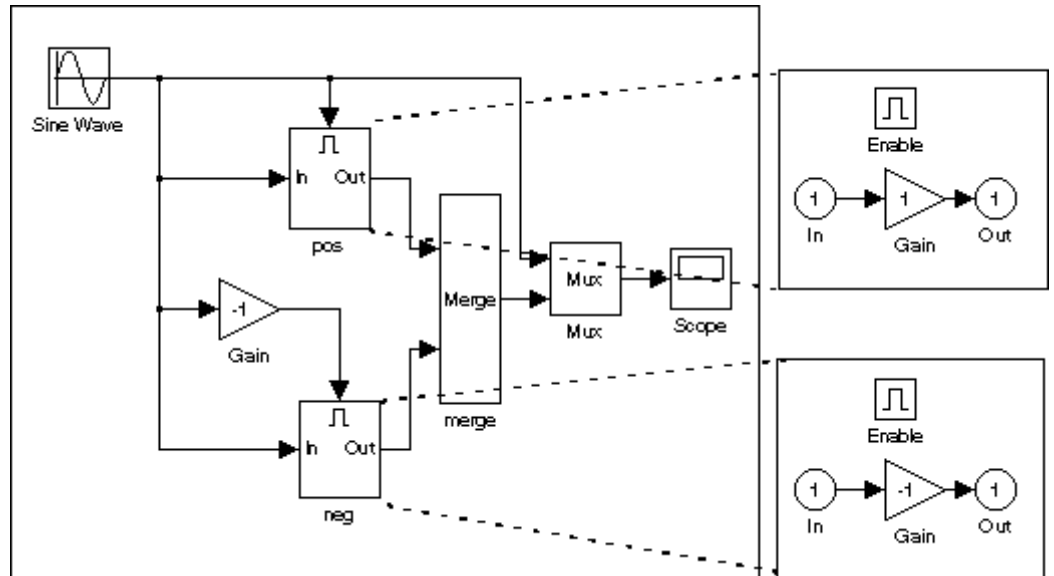 Sine Wave
In Out
pos
-1
Gain
In Out
neg
Merge
merge
Mux
Mux
Scope
Enable
1
1
1
In
Gain
Out
Enable
1
-1
1
In
Gain
Out